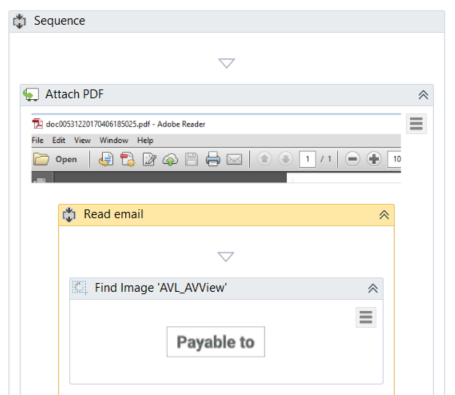 Sequence
Attach PDF
doc00531220170406185025.pdf - Adobe Reader
File Edit View Window Help
Open 1 / 1 10
Read email
Find Image 'AVL_AVView'
Payable to